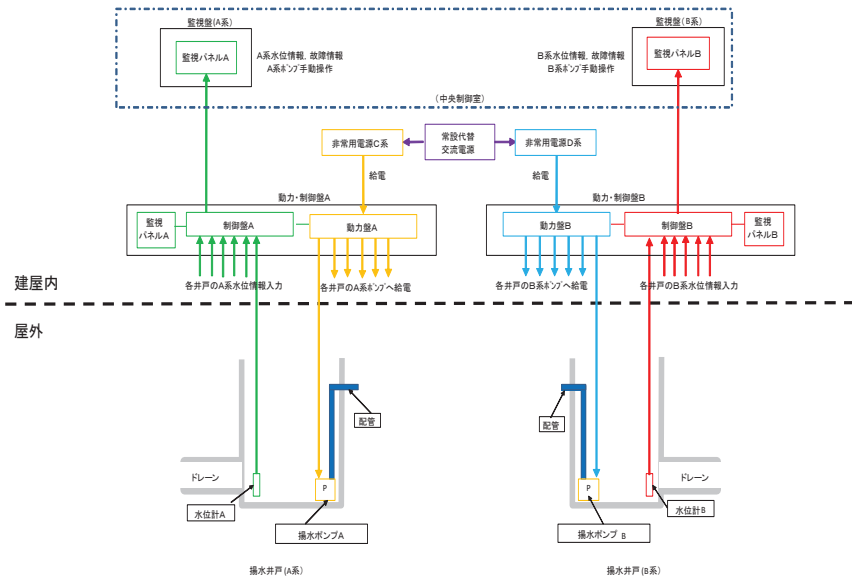 監視盤(A系)
監視盤(B系)
監視パネルA
A系水位情報, 故障情報
A系ポンプ手動操作
B系水位情報, 故障情報
B系ポンプ手動操作
監視パネルB
(中央制御室)
非常用電源C系
常設代替
交流電源
非常用電源D系
給電
給電
動力・制御盤A
動力・制御盤B
監視
パネルA
制御盤A
動力盤A
動力盤B
制御盤B
監視
パネルB
各井戸のA系水位情報入力
各井戸のA系ポンプへ給電
各井戸のB系ポンプへ給電
各井戸のB系水位情報入力
建屋内
屋外
配管
配管
ドレーン
P
P
ドレーン
水位計A
揚水ポンプA
揚水ポンプ B
水位計B
揚水井戸(A系)
揚水井戸(B系)